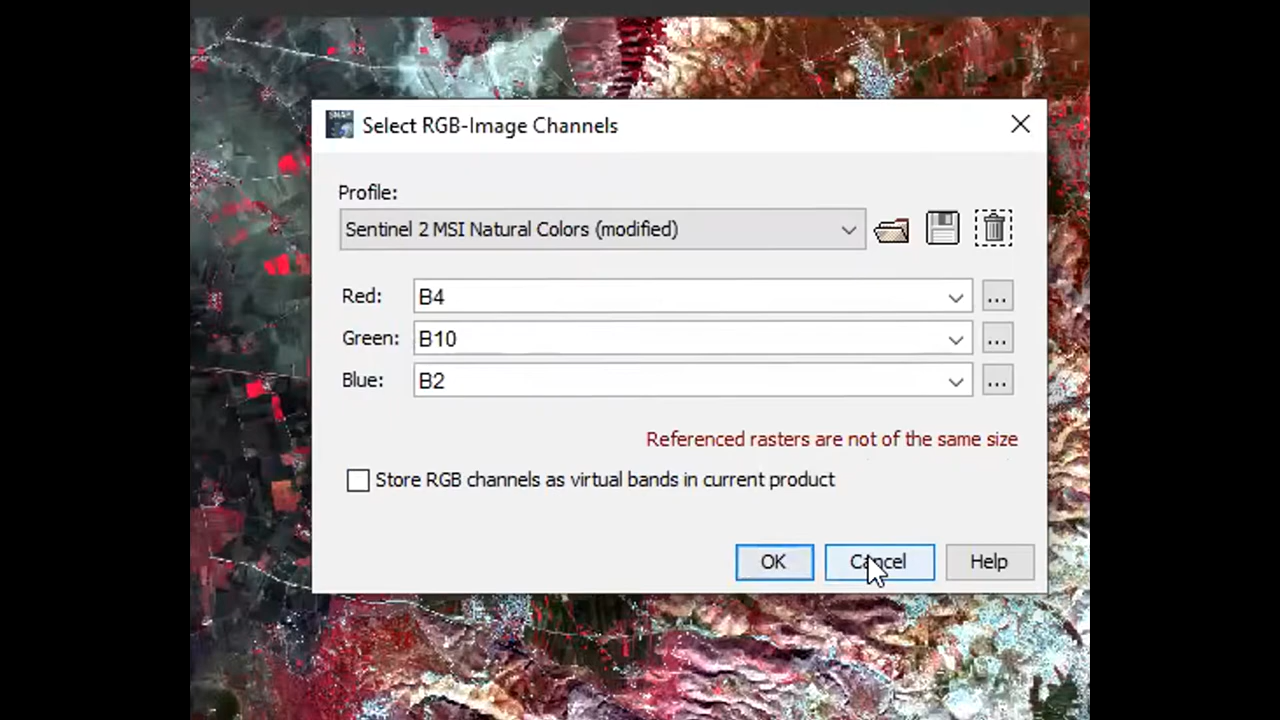 SNAP
Select RGB-Image Channels
Profile:
Sentinel 2 MSI Natural Colors (modified)
Red: B4 ...
Green: B10 ...
Blue: B2 ...
Referenced rasters are not of the same size
Store RGB channels as virtual bands in current product
OK Cancel Help